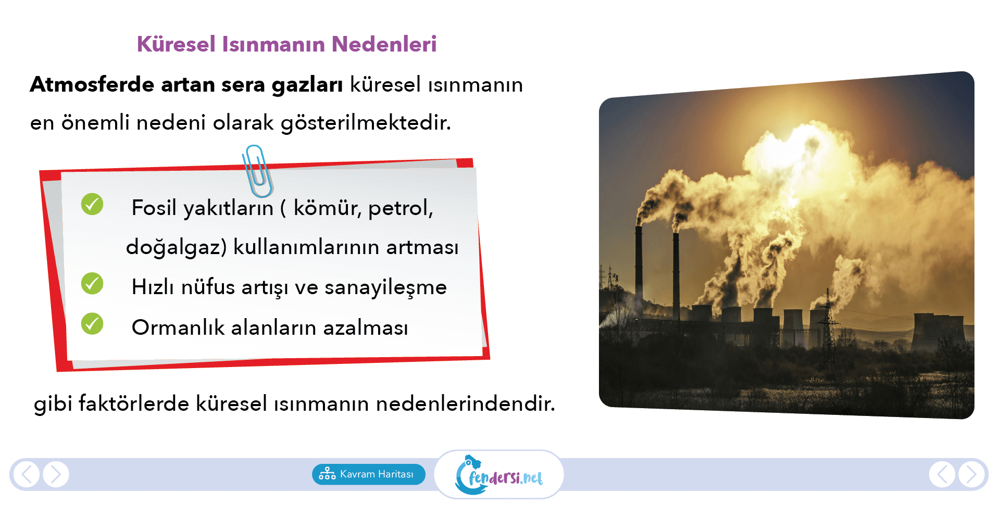 Küresel Isınmanın Nedenleri
Atmosferde artan sera gazları küresel ısınmanın
en önemli nedeni olarak gösterilmektedir.
Fosil yakıtların ( kömür, petrol,
doğalgaz) kullanımlarının artması
Hızlı nüfus artışı ve sanayileşme
Ormanlık alanların azalması
gibi faktörlerde küresel ısınmanın nedenlerindendir.
Kavram Haritası
fendersi.net